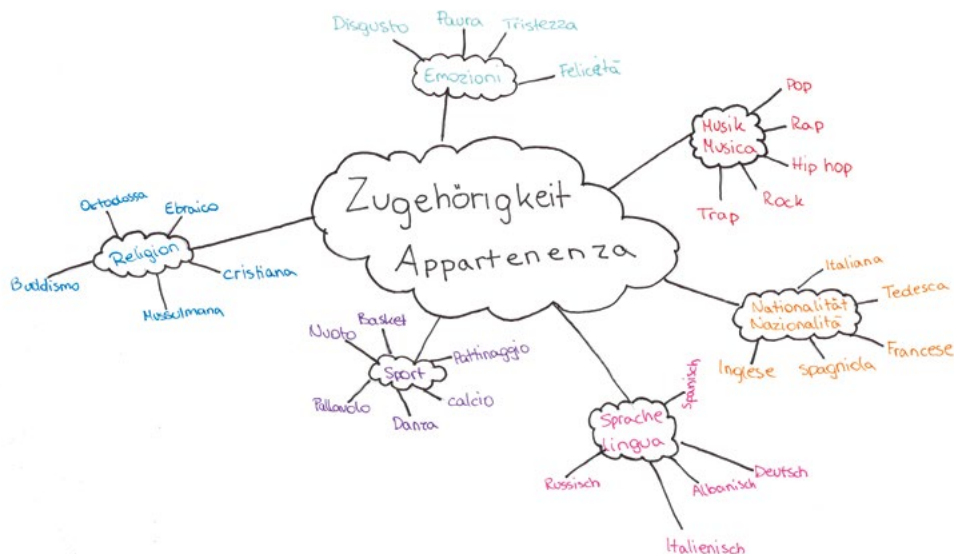 Zugehörigkeit
Appartenenza
Emozioni
Disgusto
Paura
Tristezza
Felicità
Musik
Musica
Pop
Rap
Hip hop
Rock
Trap
Nationalität
Nazionalità
Italiana
Tedesca
Francese
Spagniola
Inglese
Sprache
Lingua
Spanisch
Deutsch
Albanisch
Italienisch
Russisch
Sport
Basket
Pattinaggio
calcio
Danza
Pallavolo
Nuoto
Religion
Ortodossa
Ebraico
cristiana
Mussulmana
Buddismo